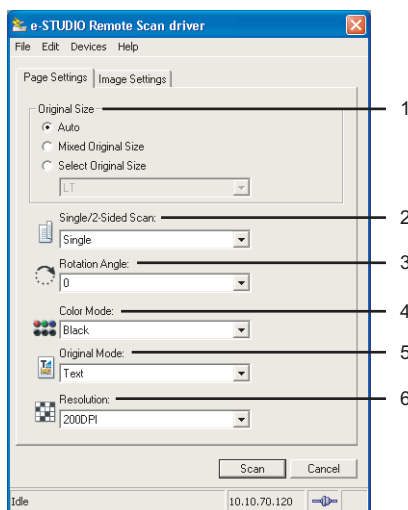 e-STUDIO Remote Scan driver
File Edit Devices Help
Page Settings Image Settings
Original Size 1
Auto
Mixed Original Size
Select Original Size
LT
Single/2-Sided Scan: 2
Single
Rotation Angle: 3
0
Color Mode: 4
Black
Original Mode: 5
Text
Resolution: 6
200DPI
Scan Cancel
Idle 10.10.70.120